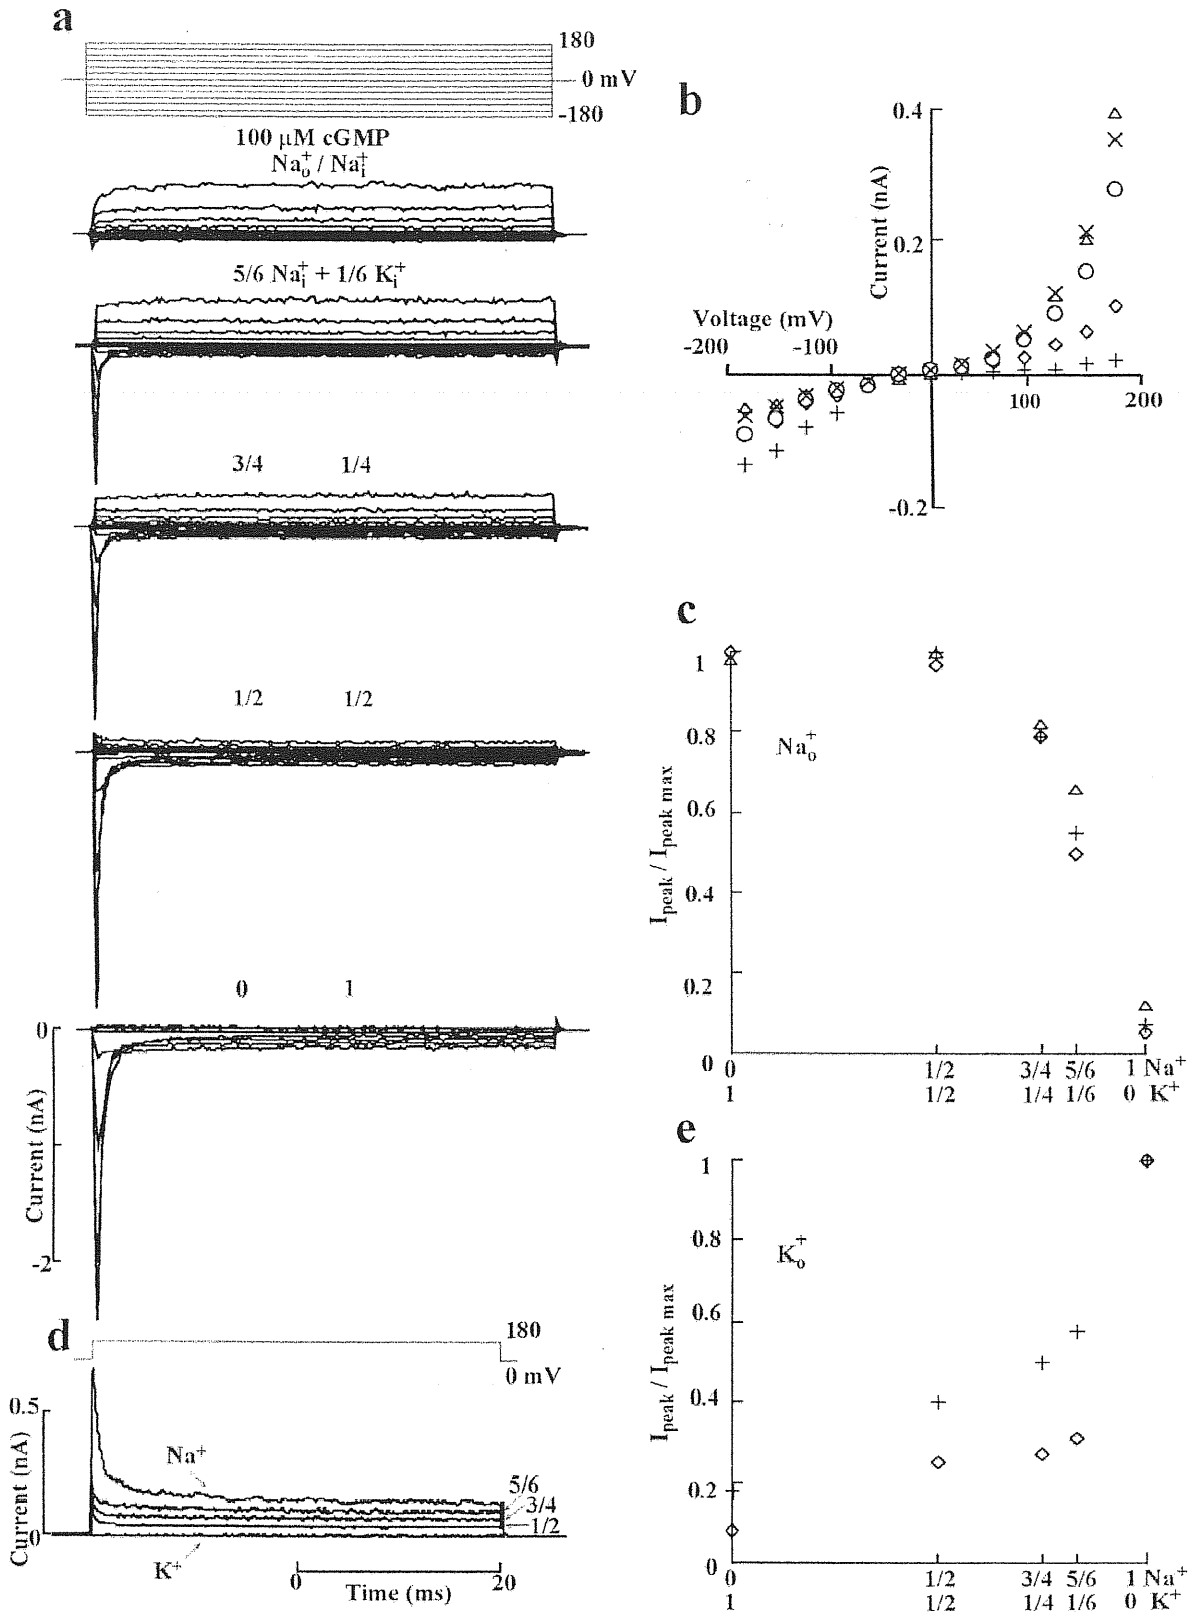 a
180
0 mV
-180
100 µM cGMP
Na₀⁺ / Naᵢ⁺
5/6 Naᵢ⁺ + 1/6 Kᵢ⁺
3/4 1/4
1/2 1/2
0 1
0
-2
Current (nA)
b
0.4
0.2
-0.2
Current (nA)
Voltage (mV)
-200 -100
100 200
c
1
0.8
0.6
0.4
0.2
0
Iₚₑₐₖ / Iₚₑₐₖ ₘₐₓ
Naₒ⁺
0 1/2 3/4 5/6 1 Na⁺
1 1/2 1/4 1/6 0 K⁺
d
180
0 mV
0.5
0
Current (nA)
Na⁺
5/6
3/4
1/2
K⁺
0 20
Time (ms)
e
1
0.8
0.6
0.4
0.2
0
Iₚₑₐₖ / Iₚₑₐₖ ₘₐₓ
Kₒ⁺
0 1/2 3/4 5/6 1 Na⁺
1 1/2 1/4 1/6 0 K⁺